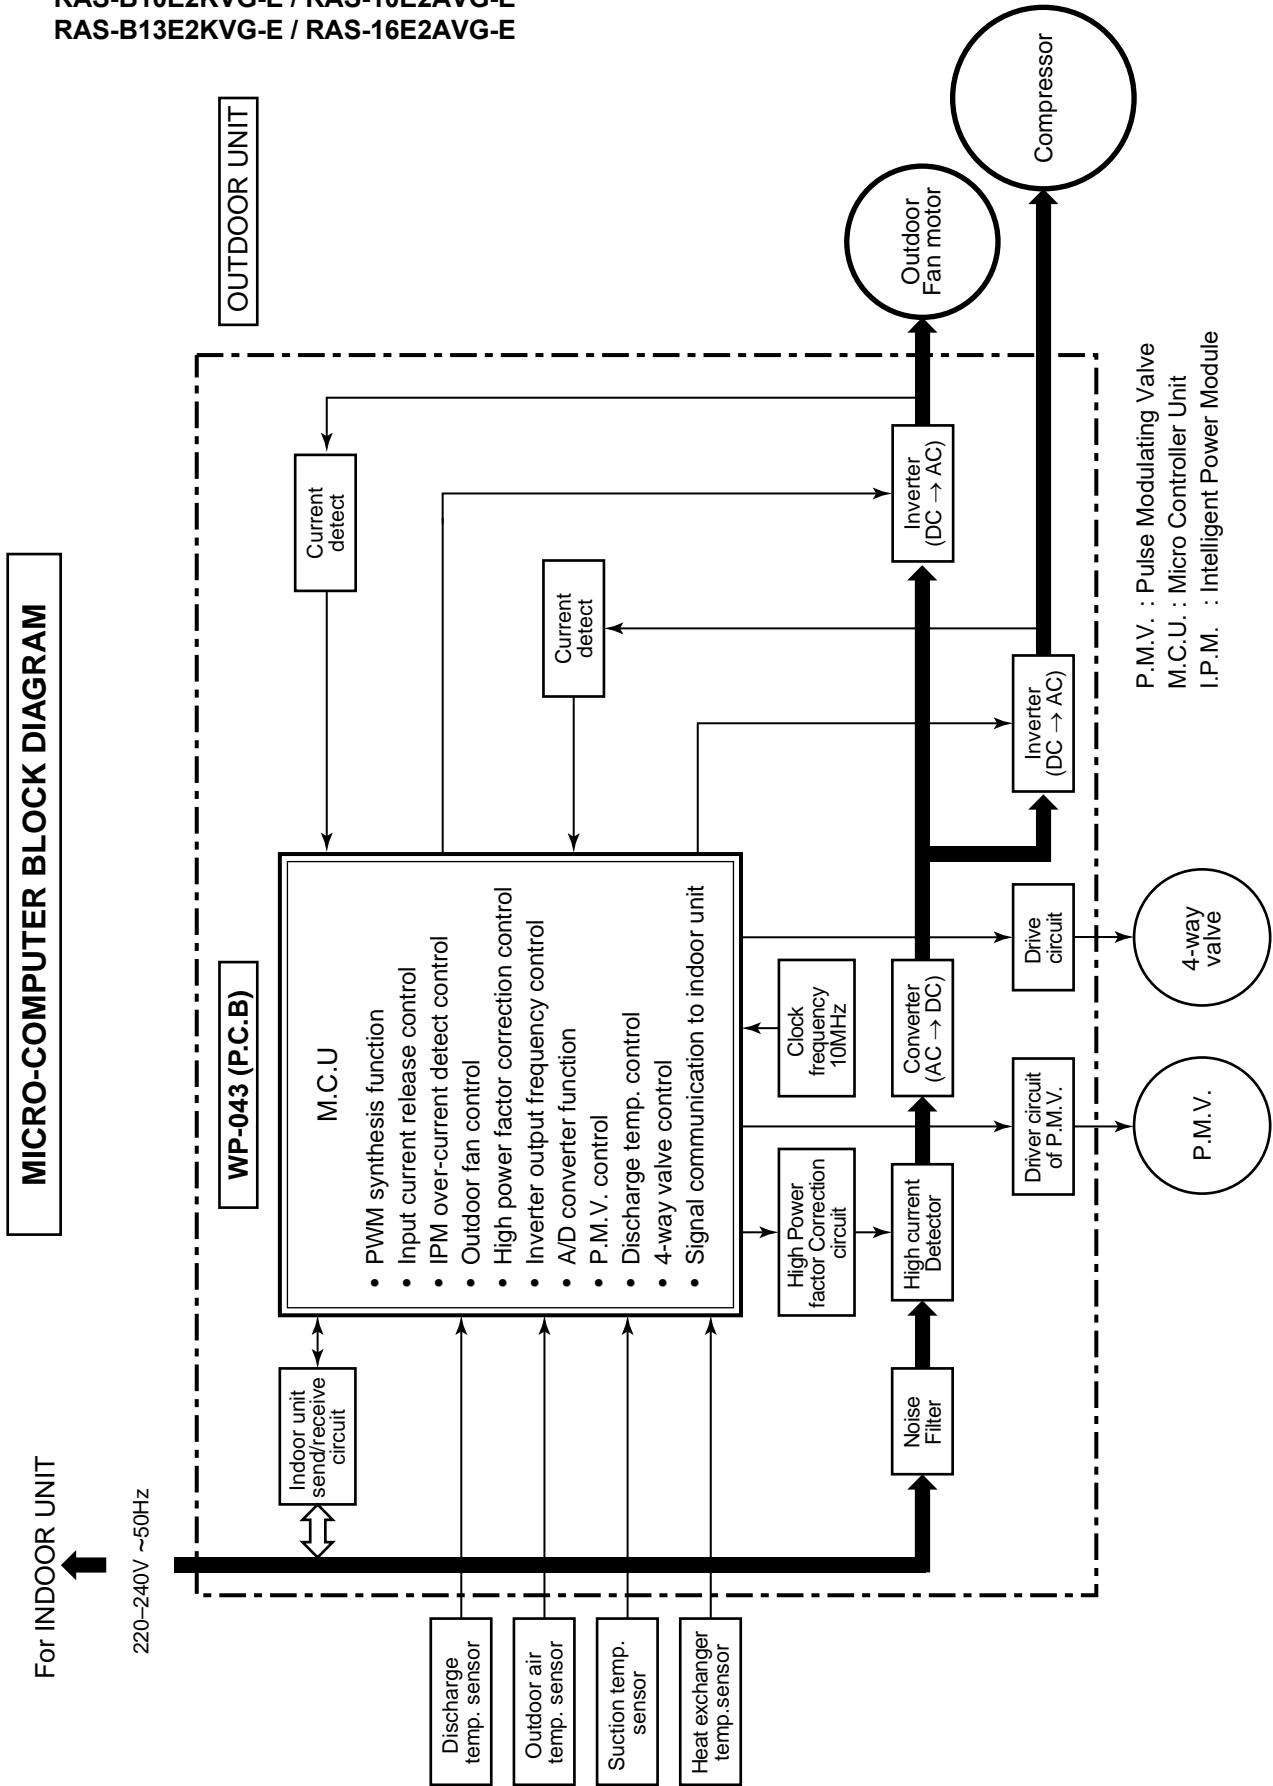 RAS-B10E2KVG-E / RAS-10E2AVG-E
RAS-B13E2KVG-E / RAS-16E2AVG-E
MICRO-COMPUTER BLOCK DIAGRAM
For INDOOR UNIT
220–240V ~50Hz
WP-043 (P.C.B)
OUTDOOR UNIT
Indoor unit
send/receive
circuit
M.C.U
• PWM synthesis function
• Input current release control
• IPM over-current detect control
• Outdoor fan control
• High power factor correction control
• Inverter output frequency control
• A/D converter function
• P.M.V. control
• Discharge temp. control
• 4-way valve control
• Signal communication to indoor unit
Current
detect
Current
detect
Discharge
temp. sensor
Outdoor air
temp. sensor
Suction temp.
sensor
Heat exchanger
temp.sensor
High Power
factor Correction
circuit
Clock
frequency
10MHz
Noise
Filter
High current
Detector
Converter
(AC → DC)
Inverter
(DC → AC)
Outdoor
Fan motor
Driver circuit
of P.M.V.
Drive
circuit
Inverter
(DC → AC)
Compressor
P.M.V.
4-way
valve
P.M.V. : Pulse Modulating Valve
M.C.U. : Micro Controller Unit
I.P.M. : Intelligent Power Module